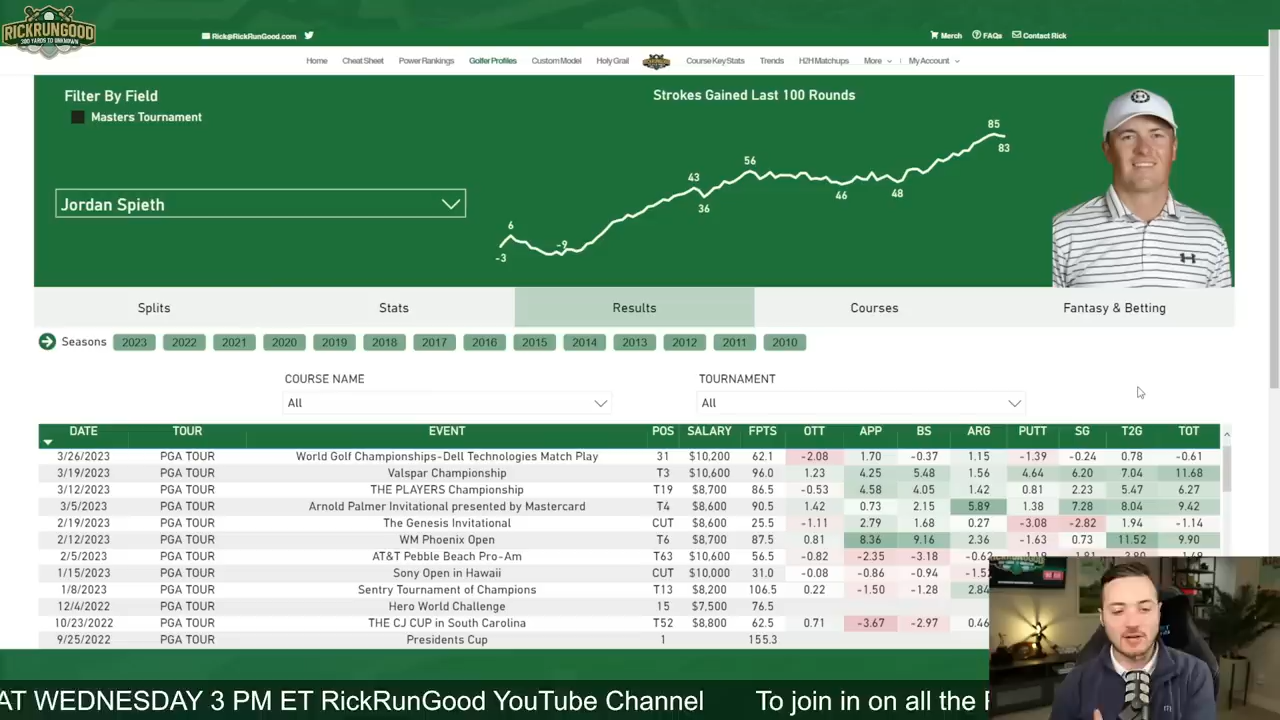 RICKRUNGOOD
300 YARDS TO UNKNOWN
Rick@RickRunGood.com
Merch FAQs Contact Rick
Home Cheat Sheet Power Rankings Golfer Profiles Custom Model Holy Grail Course Key Stats Trends H2H Matchups More My Account
Filter By Field
Masters Tournament
Jordan Spieth
Strokes Gained Last 100 Rounds
-3 6 -9 43 36 56 46 48 85 83
Splits Stats Results Courses Fantasy & Betting
Seasons 2023 2022 2021 2020 2019 2018 2017 2016 2015 2014 2013 2012 2011 2010
COURSE NAME TOURNAMENT
All All
DATE TOUR EVENT POS SALARY FPTS OTT APP BS ARG PUTT SG T2G TOT
3/26/2023 PGA TOUR World Golf Championships-Dell Technologies Match Play 31 $10,200 62.1 -2.08 1.70 -0.37 1.15 -1.39 -0.24 0.78 -0.61
3/19/2023 PGA TOUR Valspar Championship T3 $10,600 96.0 1.23 4.25 5.48 1.56 4.64 6.20 7.04 11.68
3/12/2023 PGA TOUR THE PLAYERS Championship T19 $8,700 86.5 -0.53 4.58 4.05 1.42 0.81 2.23 5.47 6.27
3/5/2023 PGA TOUR Arnold Palmer Invitational presented by Mastercard T4 $8,600 90.5 1.42 0.73 2.15 5.89 1.38 7.28 8.04 9.42
2/19/2023 PGA TOUR The Genesis Invitational CUT $8,600 25.5 -1.11 2.79 1.68 0.27 -3.08 -2.82 1.94 -1.14
2/12/2023 PGA TOUR WM Phoenix Open T6 $8,700 87.5 0.81 8.36 9.16 2.36 -1.63 0.73 11.52 9.90
2/5/2023 PGA TOUR AT&T Pebble Beach Pro-Am T63 $10,600 56.5 -0.82 -2.35 -3.18
1/15/2023 PGA TOUR Sony Open in Hawaii CUT $10,000 31.0 -0.08 -0.86 -0.94
1/8/2023 PGA TOUR Sentry Tournament of Champions T13 $8,200 106.5 0.22 -1.50 -1.28 2.84
12/4/2022 PGA TOUR Hero World Challenge 15 $7,500 76.5
10/23/2022 PGA TOUR THE CJ CUP in South Carolina T52 $8,800 62.5 0.71 -3.67 -2.97 0.46
9/25/2022 PGA TOUR Presidents Cup 1 155.3
AT WEDNESDAY 3 PM ET RickRunGood YouTube Channel To join in on all the